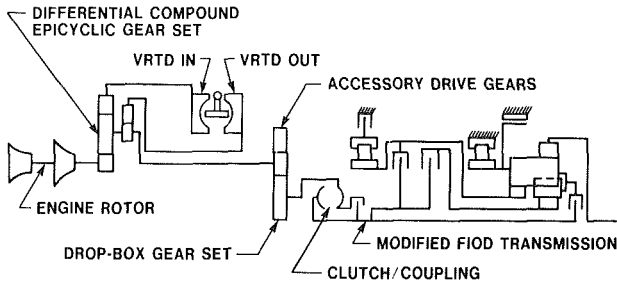 DIFFERENTIAL COMPOUND
EPICYCLIC GEAR SET
VRTD IN
VRTD OUT
ACCESSORY DRIVE GEARS
ENGINE ROTOR
DROP-BOX GEAR SET
MODIFIED FIOD TRANSMISSION
CLUTCH/COUPLING